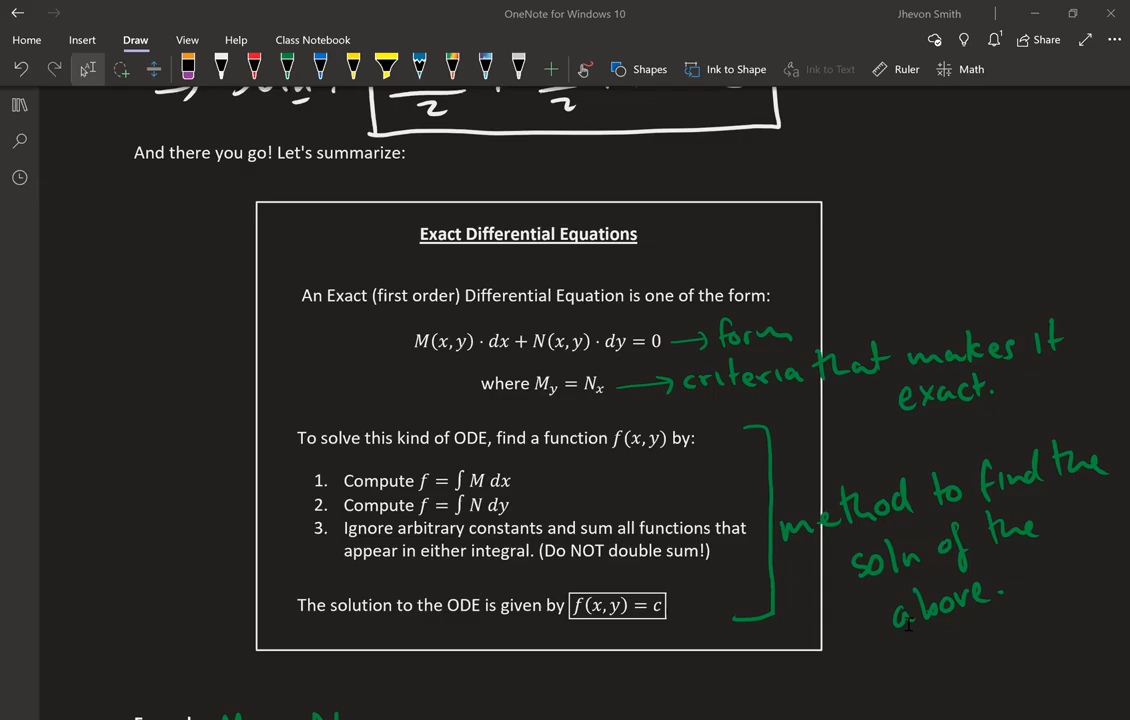 OneNote for Windows 10
Jhevon Smith
Home Insert Draw View Help Class Notebook
Share
Shapes Ink to Shape Ink to Text Ruler Math
2 2
And there you go! Let's summarize:
Exact Differential Equations
An Exact (first order) Differential Equation is one of the form:
M(x, y) · dx + N(x, y) · dy = 0 → form
where M_y = N_x → criteria that makes it
exact.
To solve this kind of ODE, find a function f(x, y) by:
1. Compute f = ∫ M dx
2. Compute f = ∫ N dy
3. Ignore arbitrary constants and sum all functions that
appear in either integral. (Do NOT double sum!)
The solution to the ODE is given by f(x, y) = c
method to find the
soln of the
above.